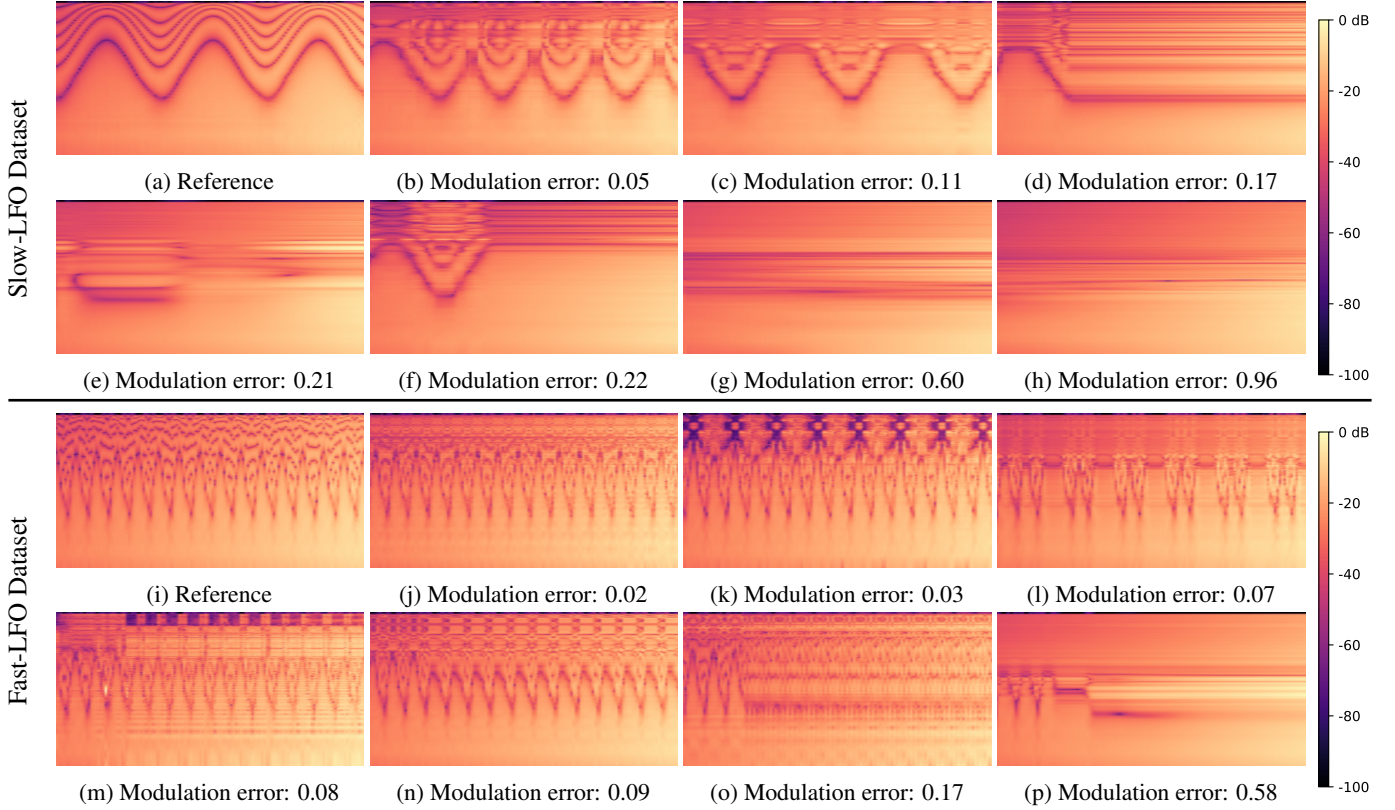 Slow-LFO Dataset
(a) Reference
(b) Modulation error: 0.05
(c) Modulation error: 0.11
(d) Modulation error: 0.17
(e) Modulation error: 0.21
(f) Modulation error: 0.22
(g) Modulation error: 0.60
(h) Modulation error: 0.96
0 dB
-20
-40
-60
-80
-100
Fast-LFO Dataset
(i) Reference
(j) Modulation error: 0.02
(k) Modulation error: 0.03
(l) Modulation error: 0.07
(m) Modulation error: 0.08
(n) Modulation error: 0.09
(o) Modulation error: 0.17
(p) Modulation error: 0.58
0 dB
-20
-40
-60
-80
-100